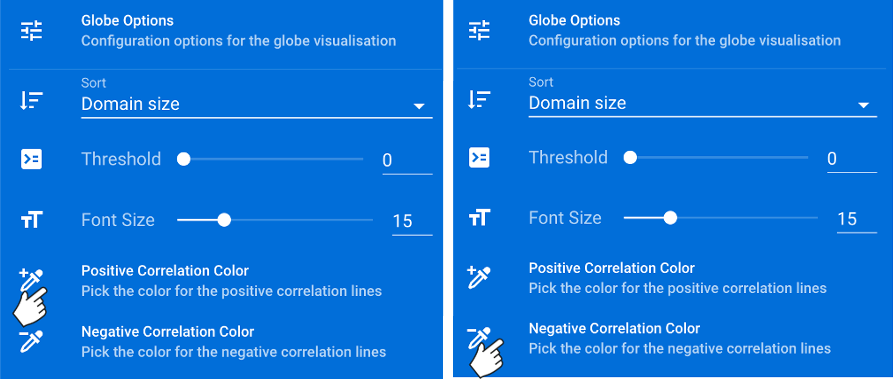 Globe Options
Configuration options for the globe visualisation
Sort
Domain size
Threshold 0
Font Size 15
Positive Correlation Color
Pick the color for the positive correlation lines
Negative Correlation Color
Pick the color for the negative correlation lines
Globe Options
Configuration options for the globe visualisation
Sort
Domain size
Threshold 0
Font Size 15
Positive Correlation Color
Pick the color for the positive correlation lines
Negative Correlation Color
Pick the color for the negative correlation lines